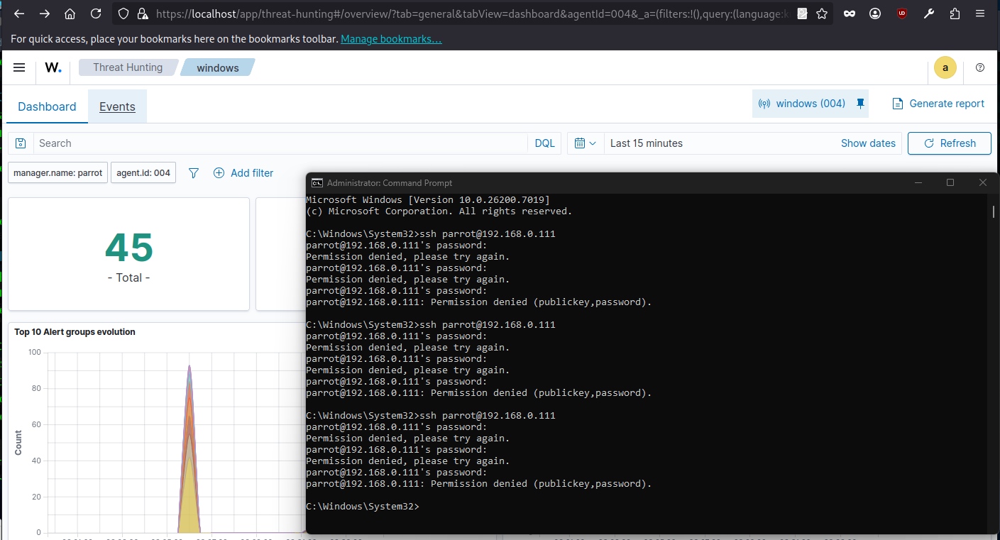 https://localhost/app/threat-hunting#/overview/?tab=general&tabView=dashboard&agentId=004&_a=(filters:!(),query:(language:k
For quick access, place your bookmarks here on the bookmarks toolbar. Manage bookmarks…
W. Threat Hunting windows a
Dashboard Events windows (004) Generate report
Search DQL Last 15 minutes Show dates Refresh
manager.name: parrot agent.id: 004 Add filter
45
- Total -
Top 10 Alert groups evolution
100
80
60
40
20
0
Count
Administrator: Command Prompt
Microsoft Windows [Version 10.0.26200.7019]
(c) Microsoft Corporation. All rights reserved.
C:\Windows\System32>ssh parrot@192.168.0.111
parrot@192.168.0.111's password:
Permission denied, please try again.
parrot@192.168.0.111's password:
Permission denied, please try again.
parrot@192.168.0.111's password:
parrot@192.168.0.111: Permission denied (publickey,password).
C:\Windows\System32>ssh parrot@192.168.0.111
parrot@192.168.0.111's password:
Permission denied, please try again.
parrot@192.168.0.111's password:
Permission denied, please try again.
parrot@192.168.0.111's password:
parrot@192.168.0.111: Permission denied (publickey,password).
C:\Windows\System32>ssh parrot@192.168.0.111
parrot@192.168.0.111's password:
Permission denied, please try again.
parrot@192.168.0.111's password:
Permission denied, please try again.
parrot@192.168.0.111's password:
parrot@192.168.0.111: Permission denied (publickey,password).
C:\Windows\System32>